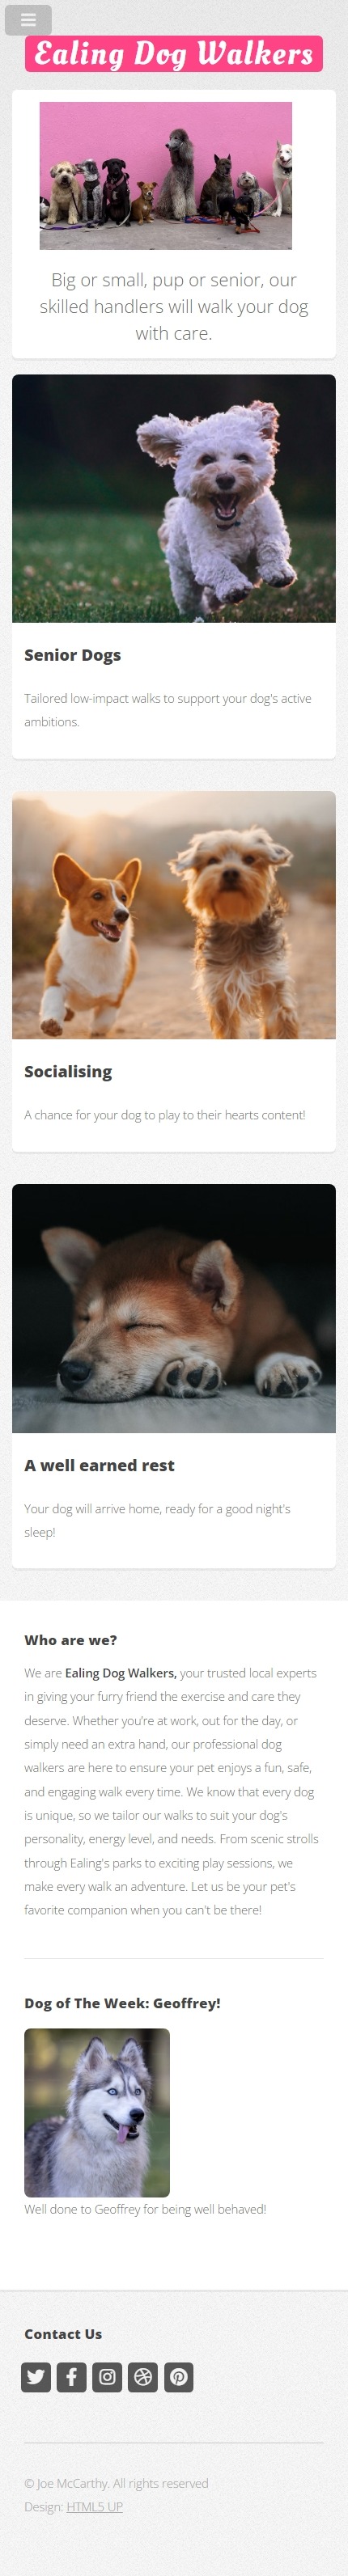 Ealing Dog Walkers
Big or small, pup or senior, our
skilled handlers will walk your dog
with care.
Senior Dogs
Tailored low-impact walks to support your dog's active
ambitions.
Socialising
A chance for your dog to play to their hearts content!
A well earned rest
Your dog will arrive home, ready for a good night's
sleep!
Who are we?
We are Ealing Dog Walkers, your trusted local experts
in giving your furry friend the exercise and care they
deserve. Whether you're at work, out for the day, or
simply need an extra hand, our professional dog
walkers are here to ensure your pet enjoys a fun, safe,
and engaging walk every time. We know that every dog
is unique, so we tailor our walks to suit your dog's
personality, energy level, and needs. From scenic strolls
through Ealing's parks to exciting play sessions, we
make every walk an adventure. Let us be your pet's
favorite companion when you can't be there!
Dog of The Week: Geoffrey!
Well done to Geoffrey for being well behaved!
Contact Us
© Joe McCarthy. All rights reserved
Design: HTML5 UP